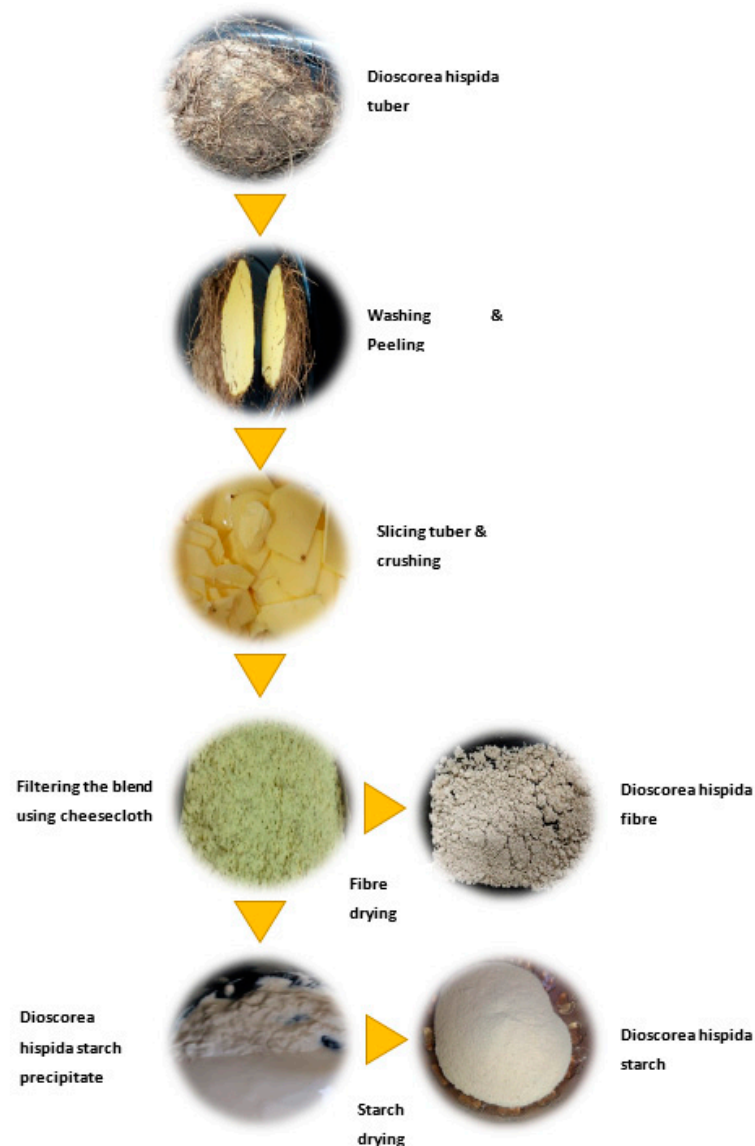 Dioscorea hispida
tuber
Washing &
Peeling
Slicing tuber &
crushing
Filtering the blend
using cheesecloth
Dioscorea hispida
fibre
Fibre
drying
Dioscorea
hispida starch
precipitate
Dioscorea hispida
starch
Starch
drying